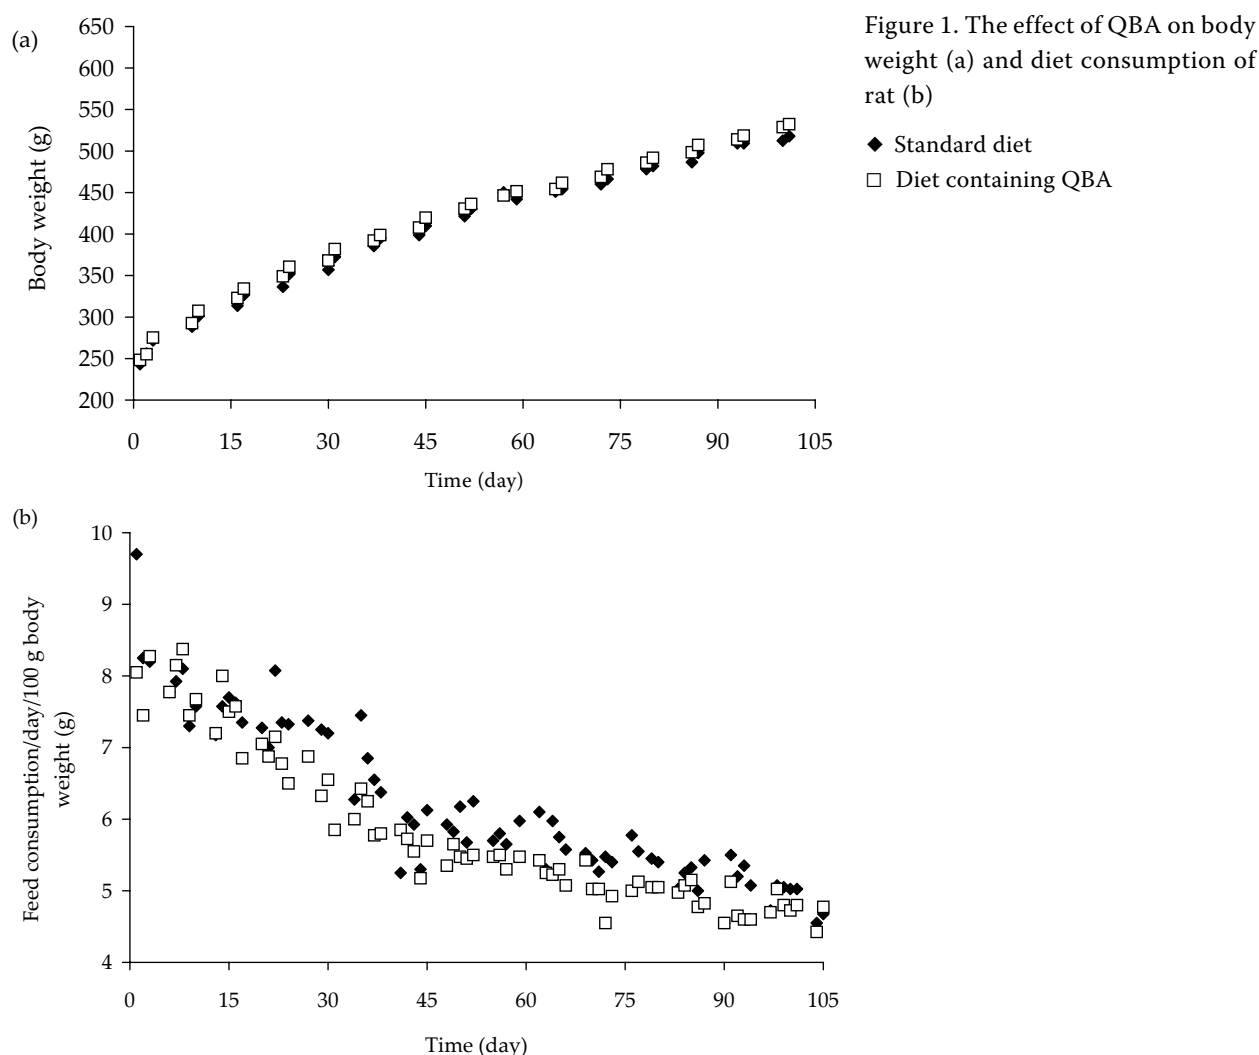 (a)
650
600
550
500
450
400
350
300
250
200
Body weight (g)
0 15 30 45 60 75 90 105
Time (day)
Figure 1. The effect of QBA on body
weight (a) and diet consumption of
rat (b)
Standard diet
Diet containing QBA
(b)
10
9
8
7
6
5
4
Feed consumption/day/100 g body
weight (g)
0 15 30 45 60 75 90 105
Time (day)